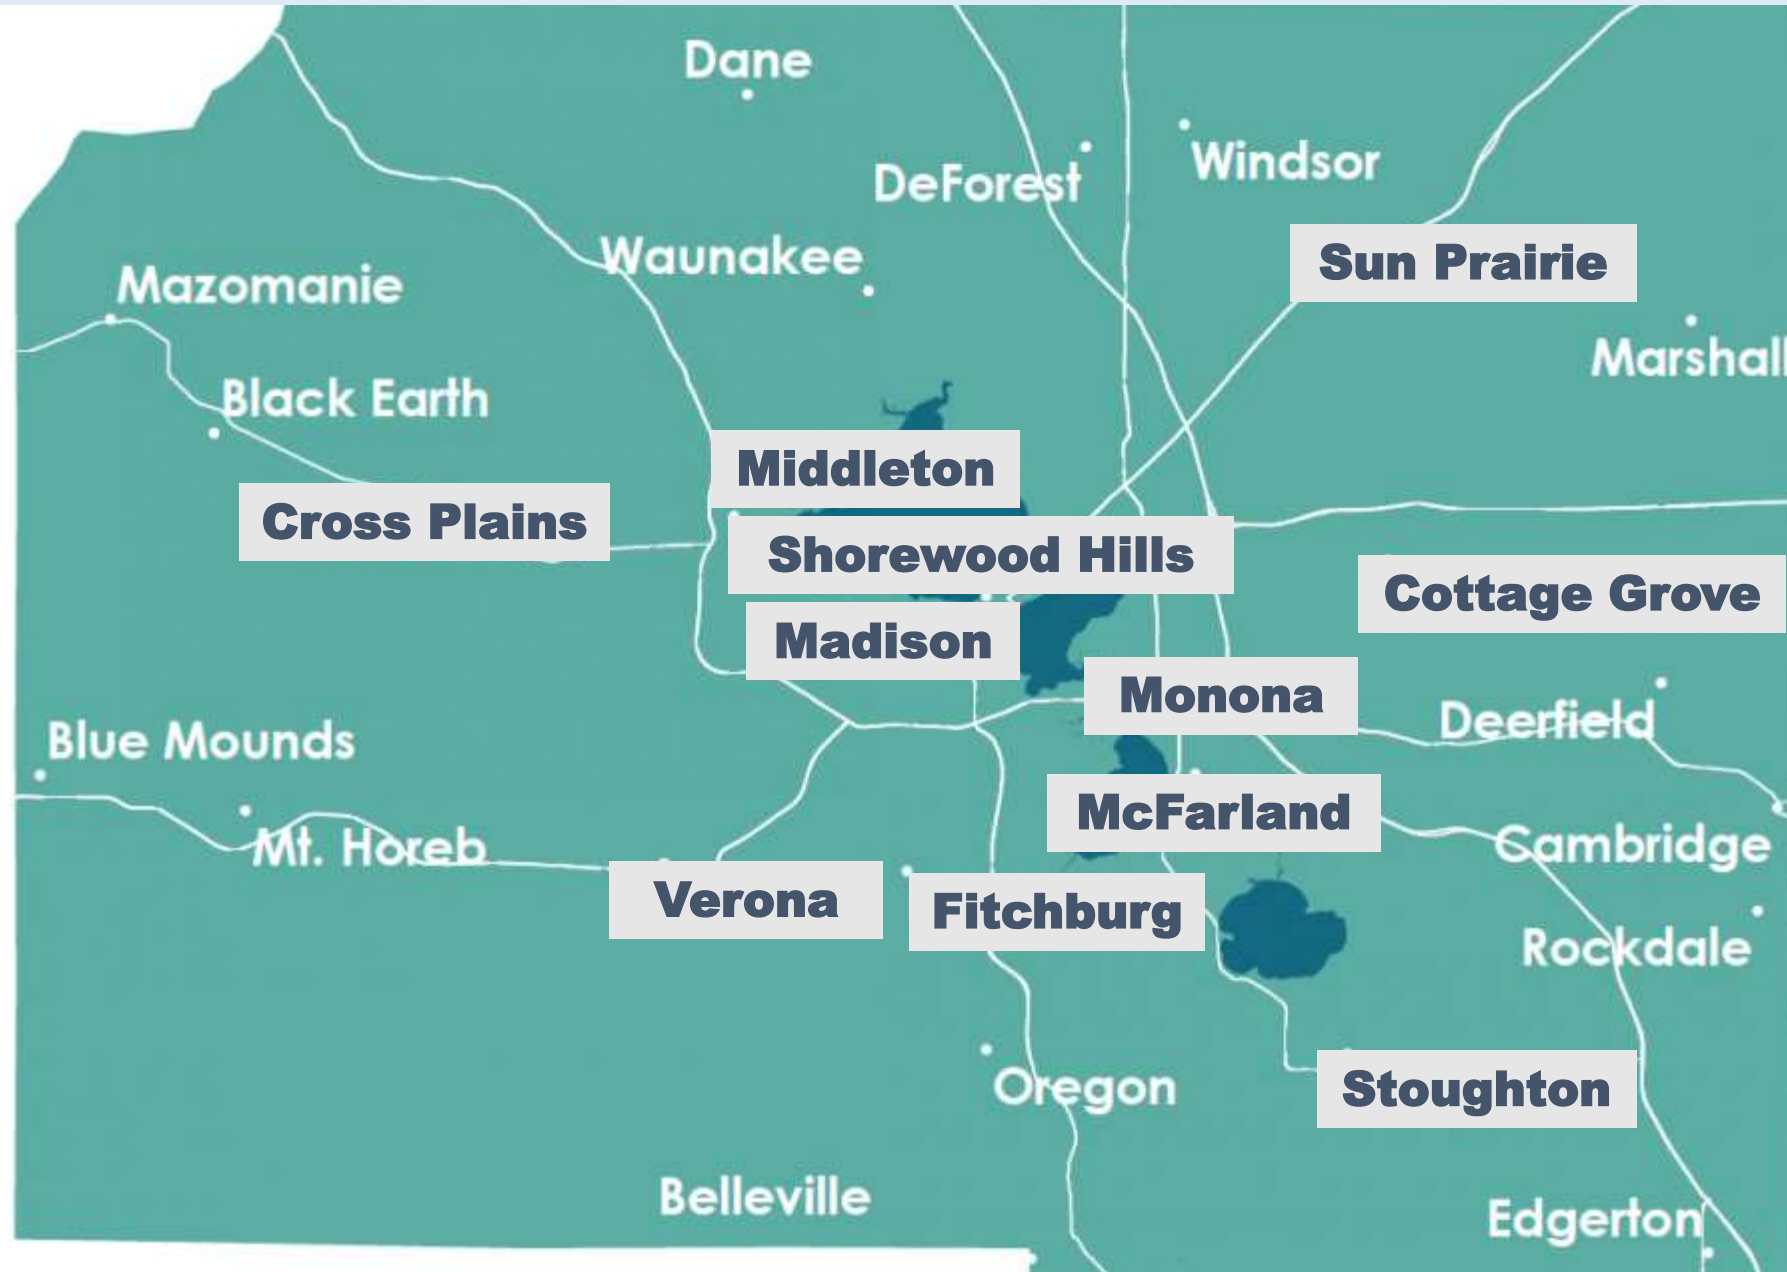 Dane
Windsor
DeForest
Waunakee
Sun Prairie
Mazomanie
Marshall
Black Earth
Middleton
Cross Plains
Shorewood Hills
Cottage Grove
Madison
Monona
Deerfield
Blue Mounds
McFarland
Mt. Horeb
Cambridge
Verona
Fitchburg
Rockdale
Oregon
Stoughton
Belleville
Edgerton